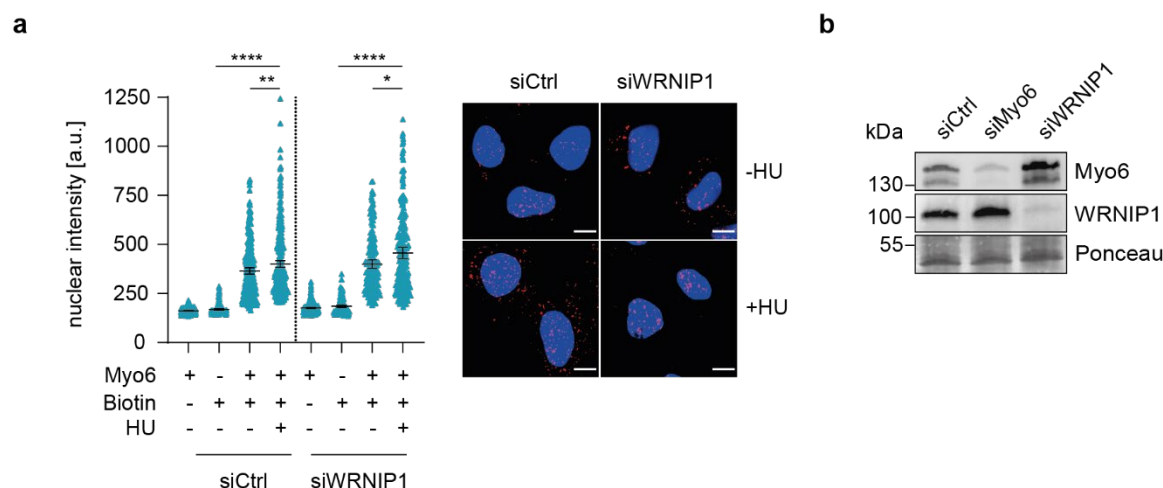 a
**** ****
** *
nuclear intensity [a.u.]
1250
1000
750
500
250
0
Myo6 + - + + + - + +
Biotin - + + + - + + +
HU - - - + - - - +
siCtrl siWRNIP1
siCtrl siWRNIP1
-HU
+HU
b
siCtrl siMyo6 siWRNIP1
kDa
Myo6
130
100 WRNIP1
55
Ponceau